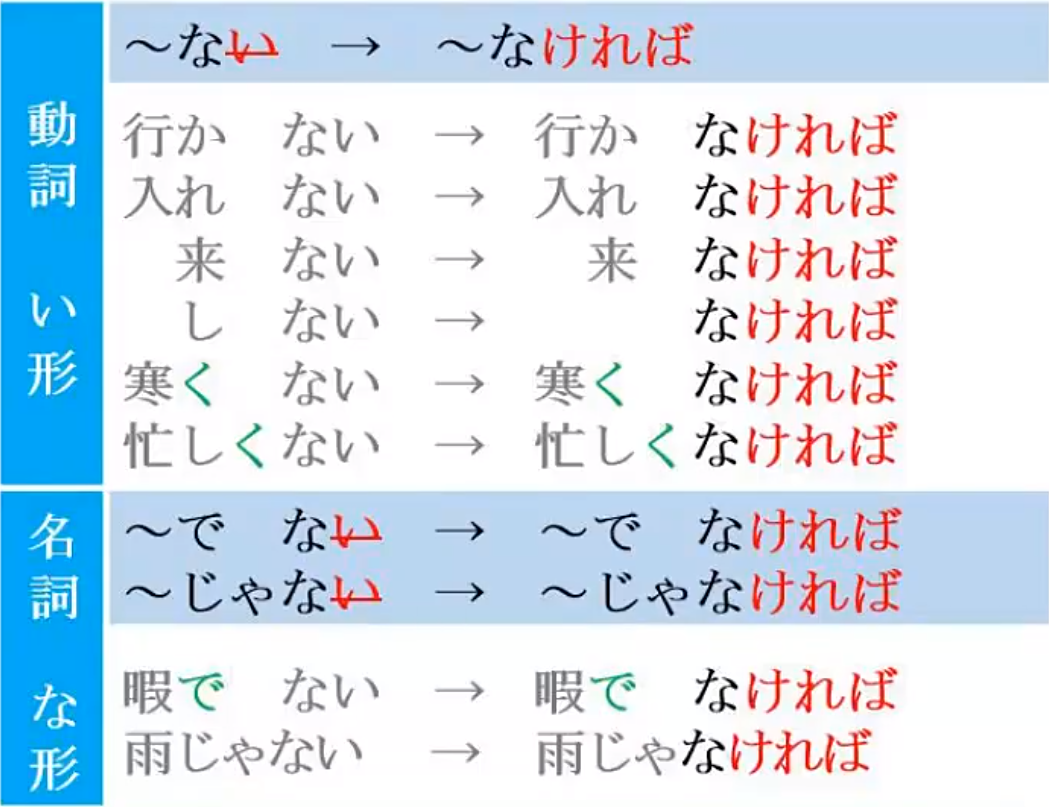 動詞 い形
～ない → ～なければ
行か ない → 行か なければ
入れ ない → 入れ なければ
来 ない → 来 なければ
し ない → なければ
寒く ない → 寒く なければ
忙しくない → 忙しくなければ
名詞 な形
～で ない → ～で なければ
～じゃない → ～じゃなければ
暇で ない → 暇で なければ
雨じゃない → 雨じゃなければ